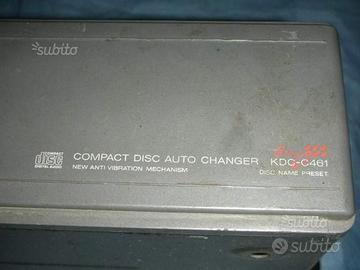 subito
subito
COMPACT
disc
DIGITAL AUDIO
COMPACT DISC AUTO CHANGER KDC-C461
NEW ANTI VIBRATION MECHANISM DISC NAME PRESET
subito